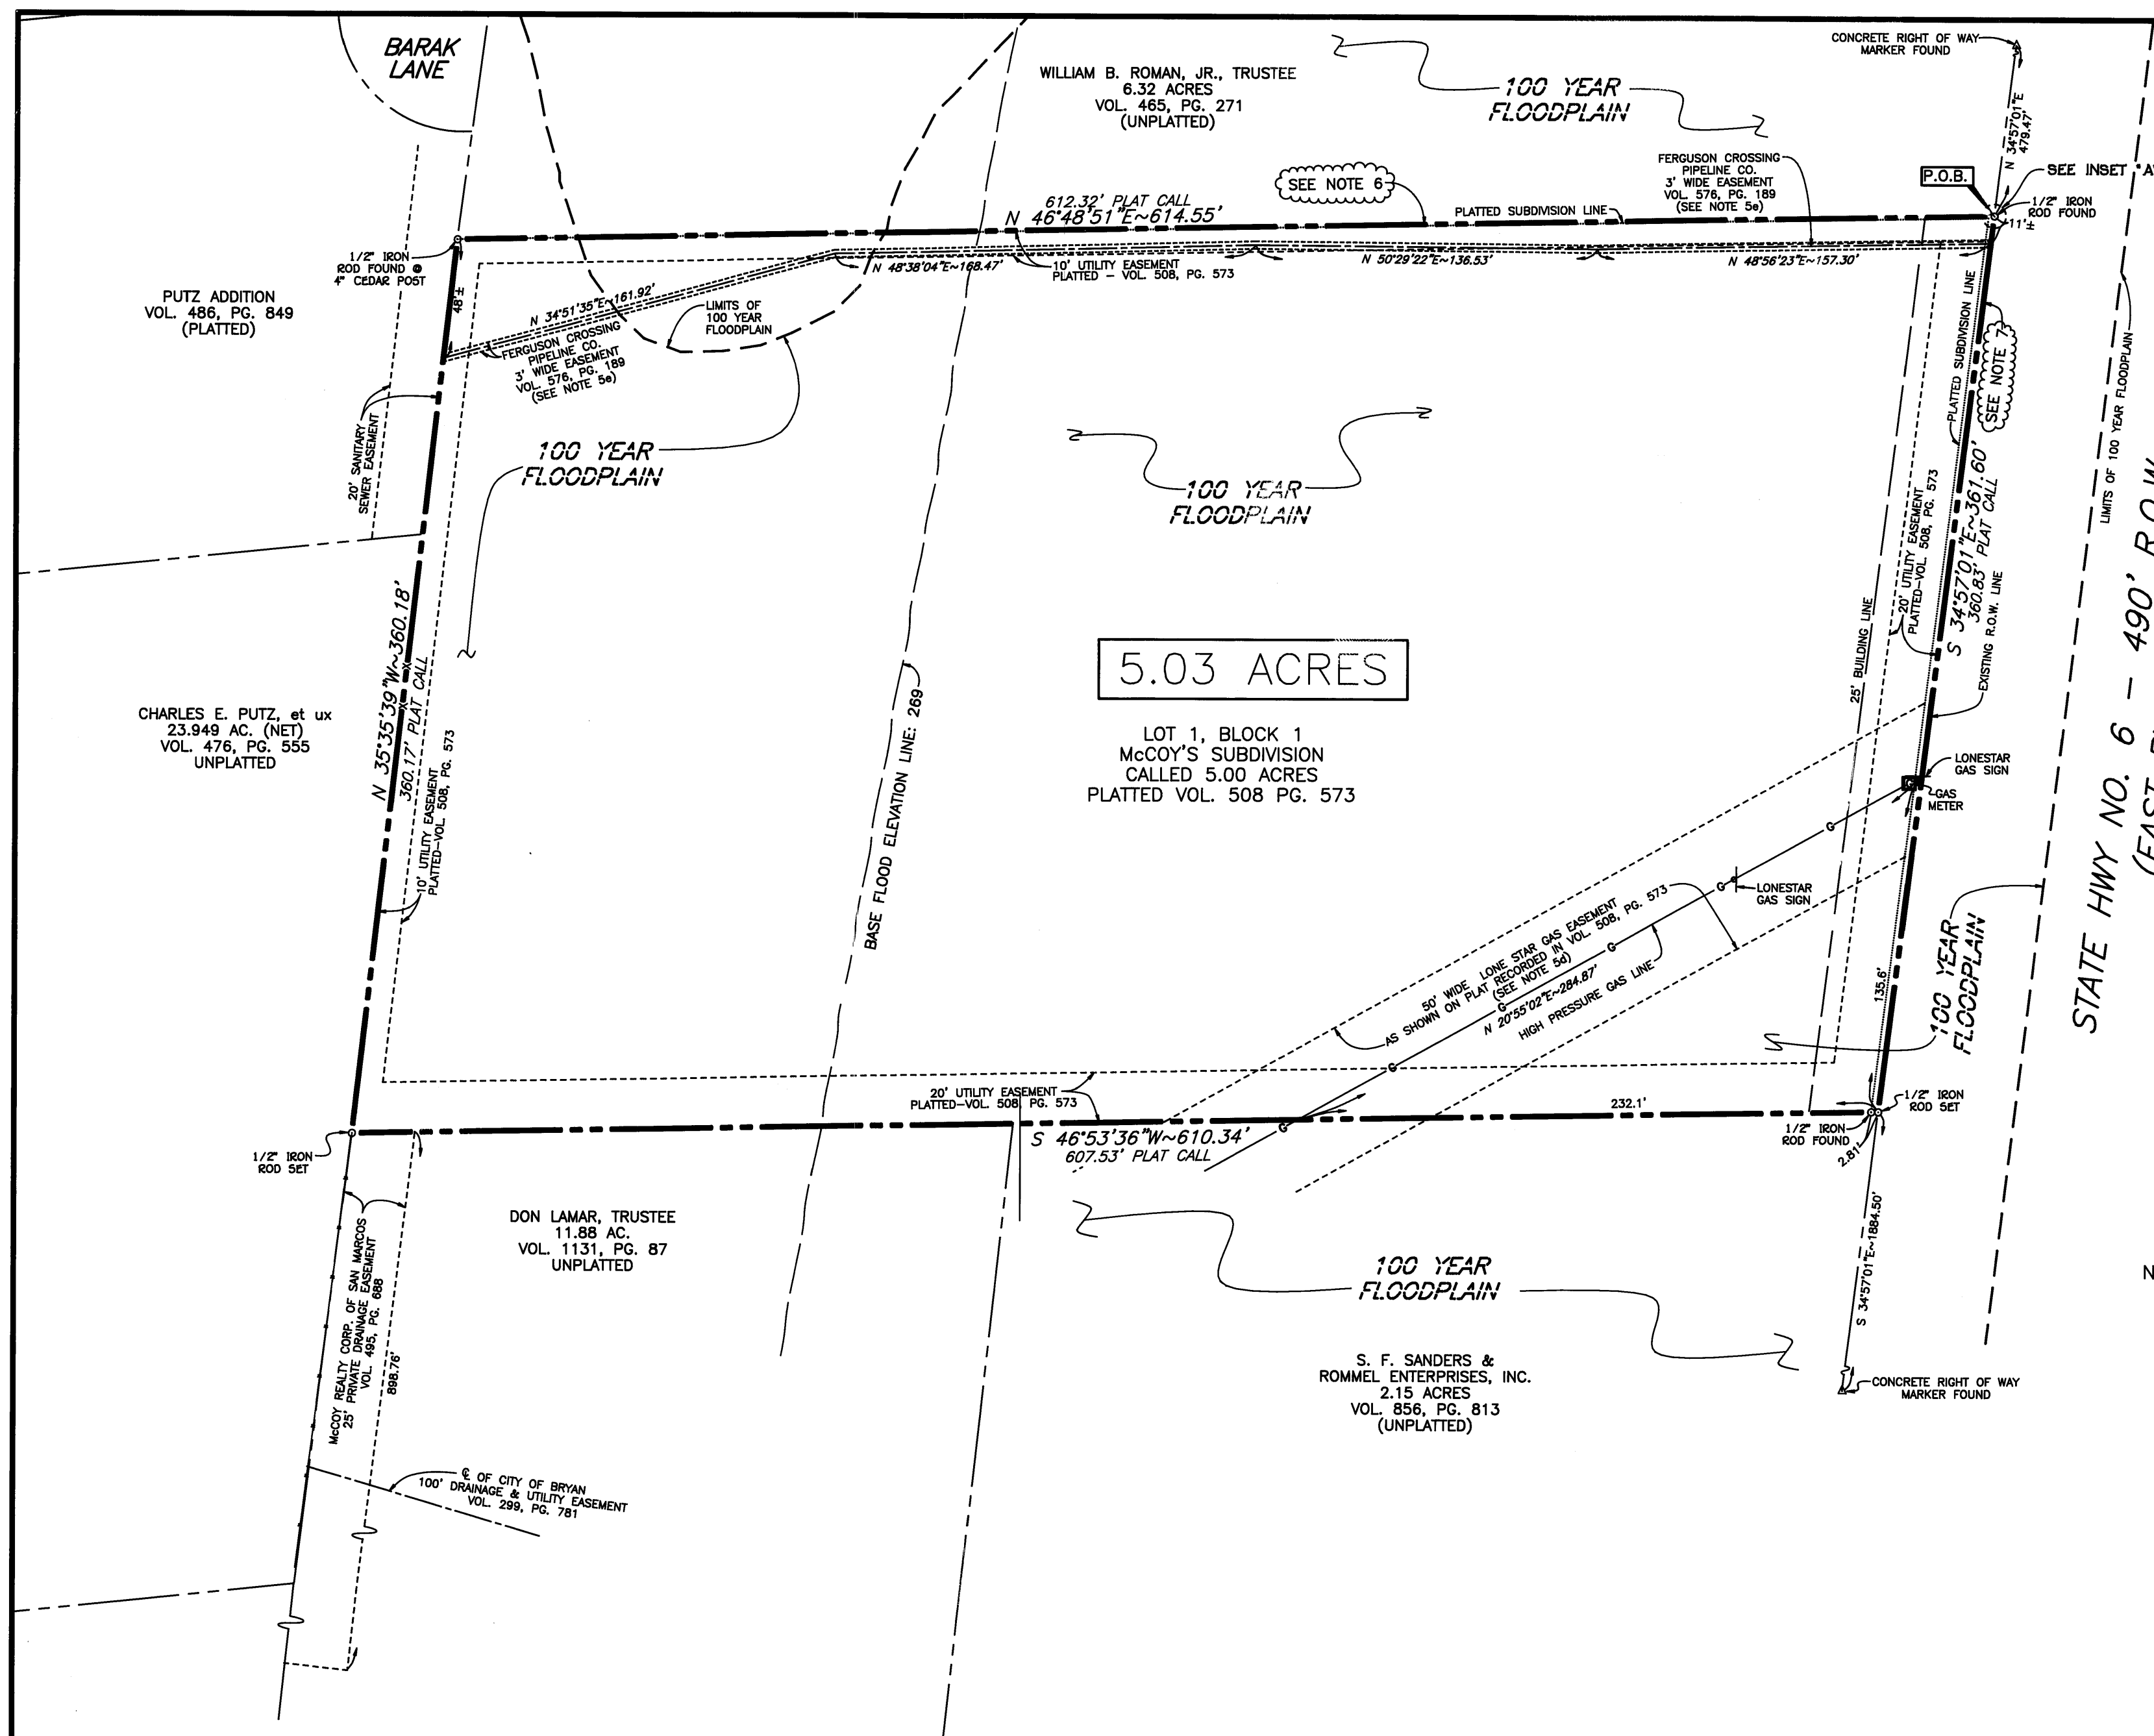 BARAK
LANE
WILLIAM B. ROMAN, JR., TRUSTEE
6.32 ACRES
VOL. 465, PG. 271
(UNPLATTED)
100 YEAR
FLOODPLAIN
CONCRETE RIGHT OF WAY
MARKER FOUND
N 34°57'01"E
479.47'
SEE NOTE 6
FERGUSON CROSSING
PIPELINE CO.
3' WIDE EASEMENT
VOL. 576, PG. 189
(SEE NOTE 5e)
P.O.B.
SEE INSET "A"
1/2" IRON
ROD FOUND
11'±
612.32' PLAT CALL
N 46°48'51"E~614.55'
PLATTED SUBDIVISION LINE
1/2" IRON
ROD FOUND @
4" CEDAR POST
48'±
N 48°38'04"E~168.47'
10' UTILITY EASEMENT
PLATTED - VOL. 508, PG. 573
N 50°29'22"E~136.53'
N 48°56'23"E~157.30'
PUTZ ADDITION
VOL. 486, PG. 849
(PLATTED)
N 34°51'35"E~161.92'
FERGUSON CROSSING
PIPELINE CO.
3' WIDE EASEMENT
VOL. 576, PG. 189
(SEE NOTE 5e)
LIMITS OF
100 YEAR
FLOODPLAIN
PLATTED SUBDIVISION LINE
SEE NOTE 7
LIMITS OF 100 YEAR FLOODPLAIN
20' SANITARY
SEWER EASEMENT
100 YEAR
FLOODPLAIN
100 YEAR
FLOODPLAIN
20' UTILITY EASEMENT
PLATTED-VOL. 508, PG. 573
S 34°57'01"E~361.60'
360.83' PLAT CALL
EXISTING R.O.W. LINE
25' BUILDING LINE
STATE HWY NO. 6 - 490' R.O.W.
(EAST
N 35°35'39"W~360.18'
360.17' PLAT CALL
5.03 ACRES
LOT 1, BLOCK 1
McCOY'S SUBDIVISION
CALLED 5.00 ACRES
PLATTED VOL. 508 PG. 573
CHARLES E. PUTZ, et ux
23.949 AC. (NET)
VOL. 476, PG. 555
UNPLATTED
10' UTILITY EASEMENT
PLATTED-VOL. 508, PG. 573
BASE FLOOD ELEVATION LINE: 269
LONESTAR
GAS SIGN
G
GAS
METER
G
G
LONESTAR
GAS SIGN
50' WIDE LONE STAR GAS EASEMENT
AS SHOWN ON PLAT RECORDED IN VOL. 508, PG. 573
(SEE NOTE 5d)
G
G
N 20°55'02"E~284.87'
HIGH PRESSURE GAS LINE
G
G
135.6'
100 YEAR
FLOODPLAIN
20' UTILITY EASEMENT
PLATTED-VOL. 508, PG. 573
S 46°53'36"W~610.34'
607.53' PLAT CALL
232.1'
1/2" IRON
ROD SET
1/2" IRON
ROD FOUND
2.81'
1/2" IRON
ROD SET
DON LAMAR, TRUSTEE
11.88 AC.
VOL. 1131, PG. 87
UNPLATTED
McCOY REALTY CORP. OF SAN MARCOS
25' PRIVATE DRAINAGE EASEMENT
VOL. 495, PG. 688
898.76'
100 YEAR
FLOODPLAIN
S 34°57'01"E~1884.50'
N
S. F. SANDERS &
ROMMEL ENTERPRISES, INC.
2.15 ACRES
VOL. 856, PG. 813
(UNPLATTED)
CONCRETE RIGHT OF WAY
MARKER FOUND
℄ OF CITY OF BRYAN
100' DRAINAGE & UTILITY EASEMENT
VOL. 299, PG. 781